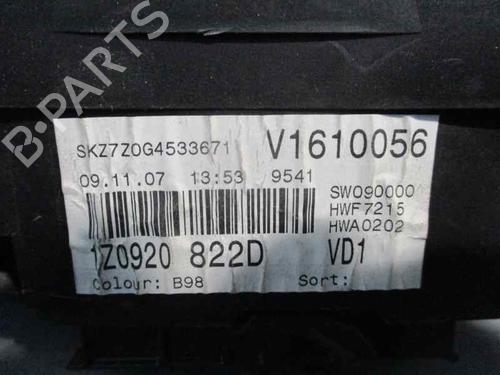 B-PARTS
SKZ7Z0G4533671 V1610056
09.11.07 13:53 9541
SW090000
HWF7215
HWA0202
1Z0920 822D VD1
Colour: B98 Sort: